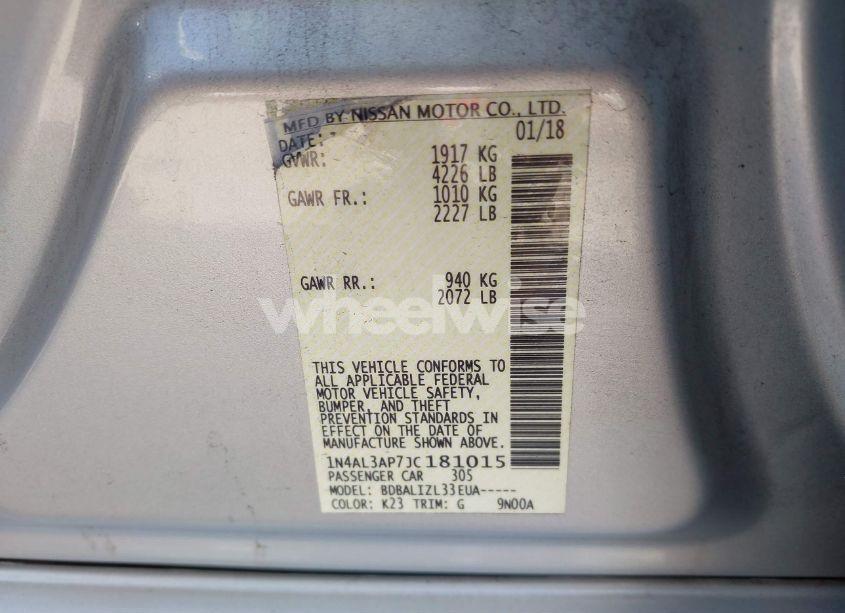 MFD BY NISSAN MOTOR CO., LTD.
DATE: 01/18
GVWR: 1917 KG
4226 LB
GAWR FR.: 1010 KG
2227 LB
GAWR RR.: 940 KG
2072 LB
wheelwise
THIS VEHICLE CONFORMS TO
ALL APPLICABLE FEDERAL
MOTOR VEHICLE SAFETY,
BUMPER, AND THEFT
PREVENTION STANDARDS IN
EFFECT ON THE DATE OF
MANUFACTURE SHOWN ABOVE.
1N4AL3AP7JC181015
PASSENGER CAR 305
MODEL: BDBALIZL33EUA-----
COLOR: K23 TRIM: G 9N00A